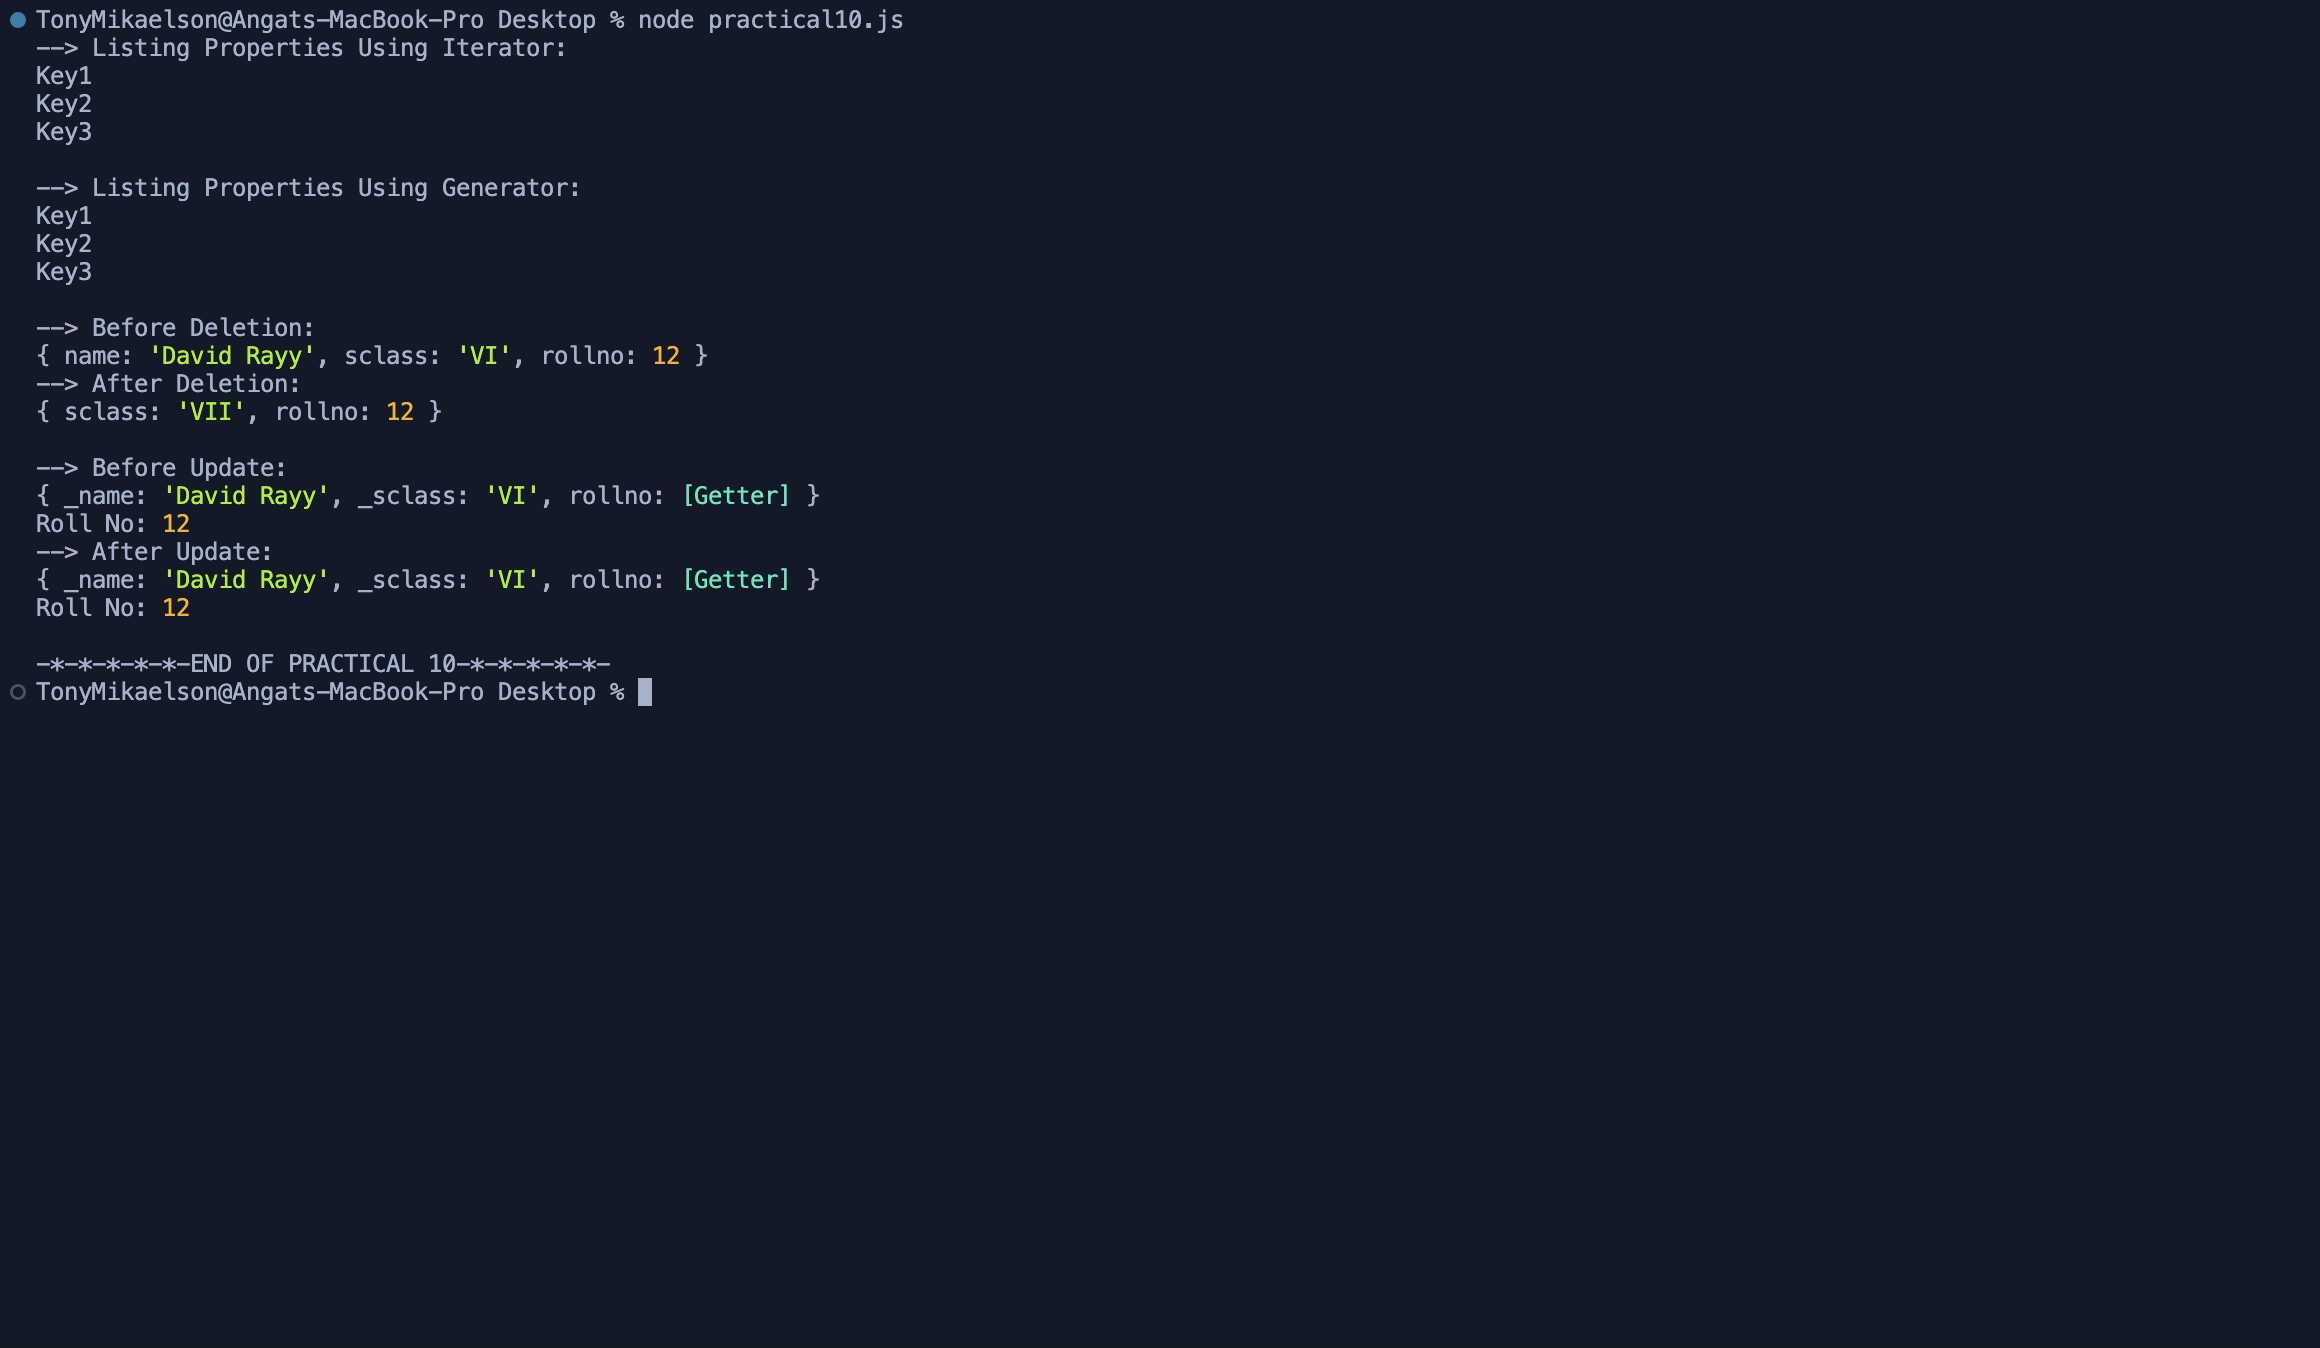 TonyMikaelson@Angats-MacBook-Pro Desktop % node practical10.js
--> Listing Properties Using Iterator:
Key1
Key2
Key3
--> Listing Properties Using Generator:
Key1
Key2
Key3
--> Before Deletion:
{ name: 'David Rayy', sclass: 'VI', rollno: 12 }
--> After Deletion:
{ sclass: 'VII', rollno: 12 }
--> Before Update:
{ _name: 'David Rayy', _sclass: 'VI', rollno: [Getter] }
Roll No: 12
--> After Update:
{ _name: 'David Rayy', _sclass: 'VI', rollno: [Getter] }
Roll No: 12
-*-*-*-*-*-END OF PRACTICAL 10-*-*-*-*-*-
TonyMikaelson@Angats-MacBook-Pro Desktop %